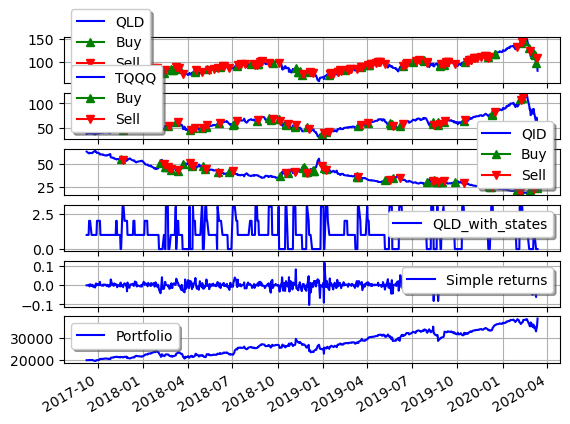 QLD
Buy
Sell
150
100
TQQQ
Buy
Sell
100
50
QID
Buy
Sell
50
25
QLD_with_states
2.5
0.0
Simple returns
0.1
0.0
−0.1
Portfolio
30000
20000
2017-10
2018-01
2018-04
2018-07
2018-10
2019-01
2019-04
2019-07
2019-10
2020-01
2020-04